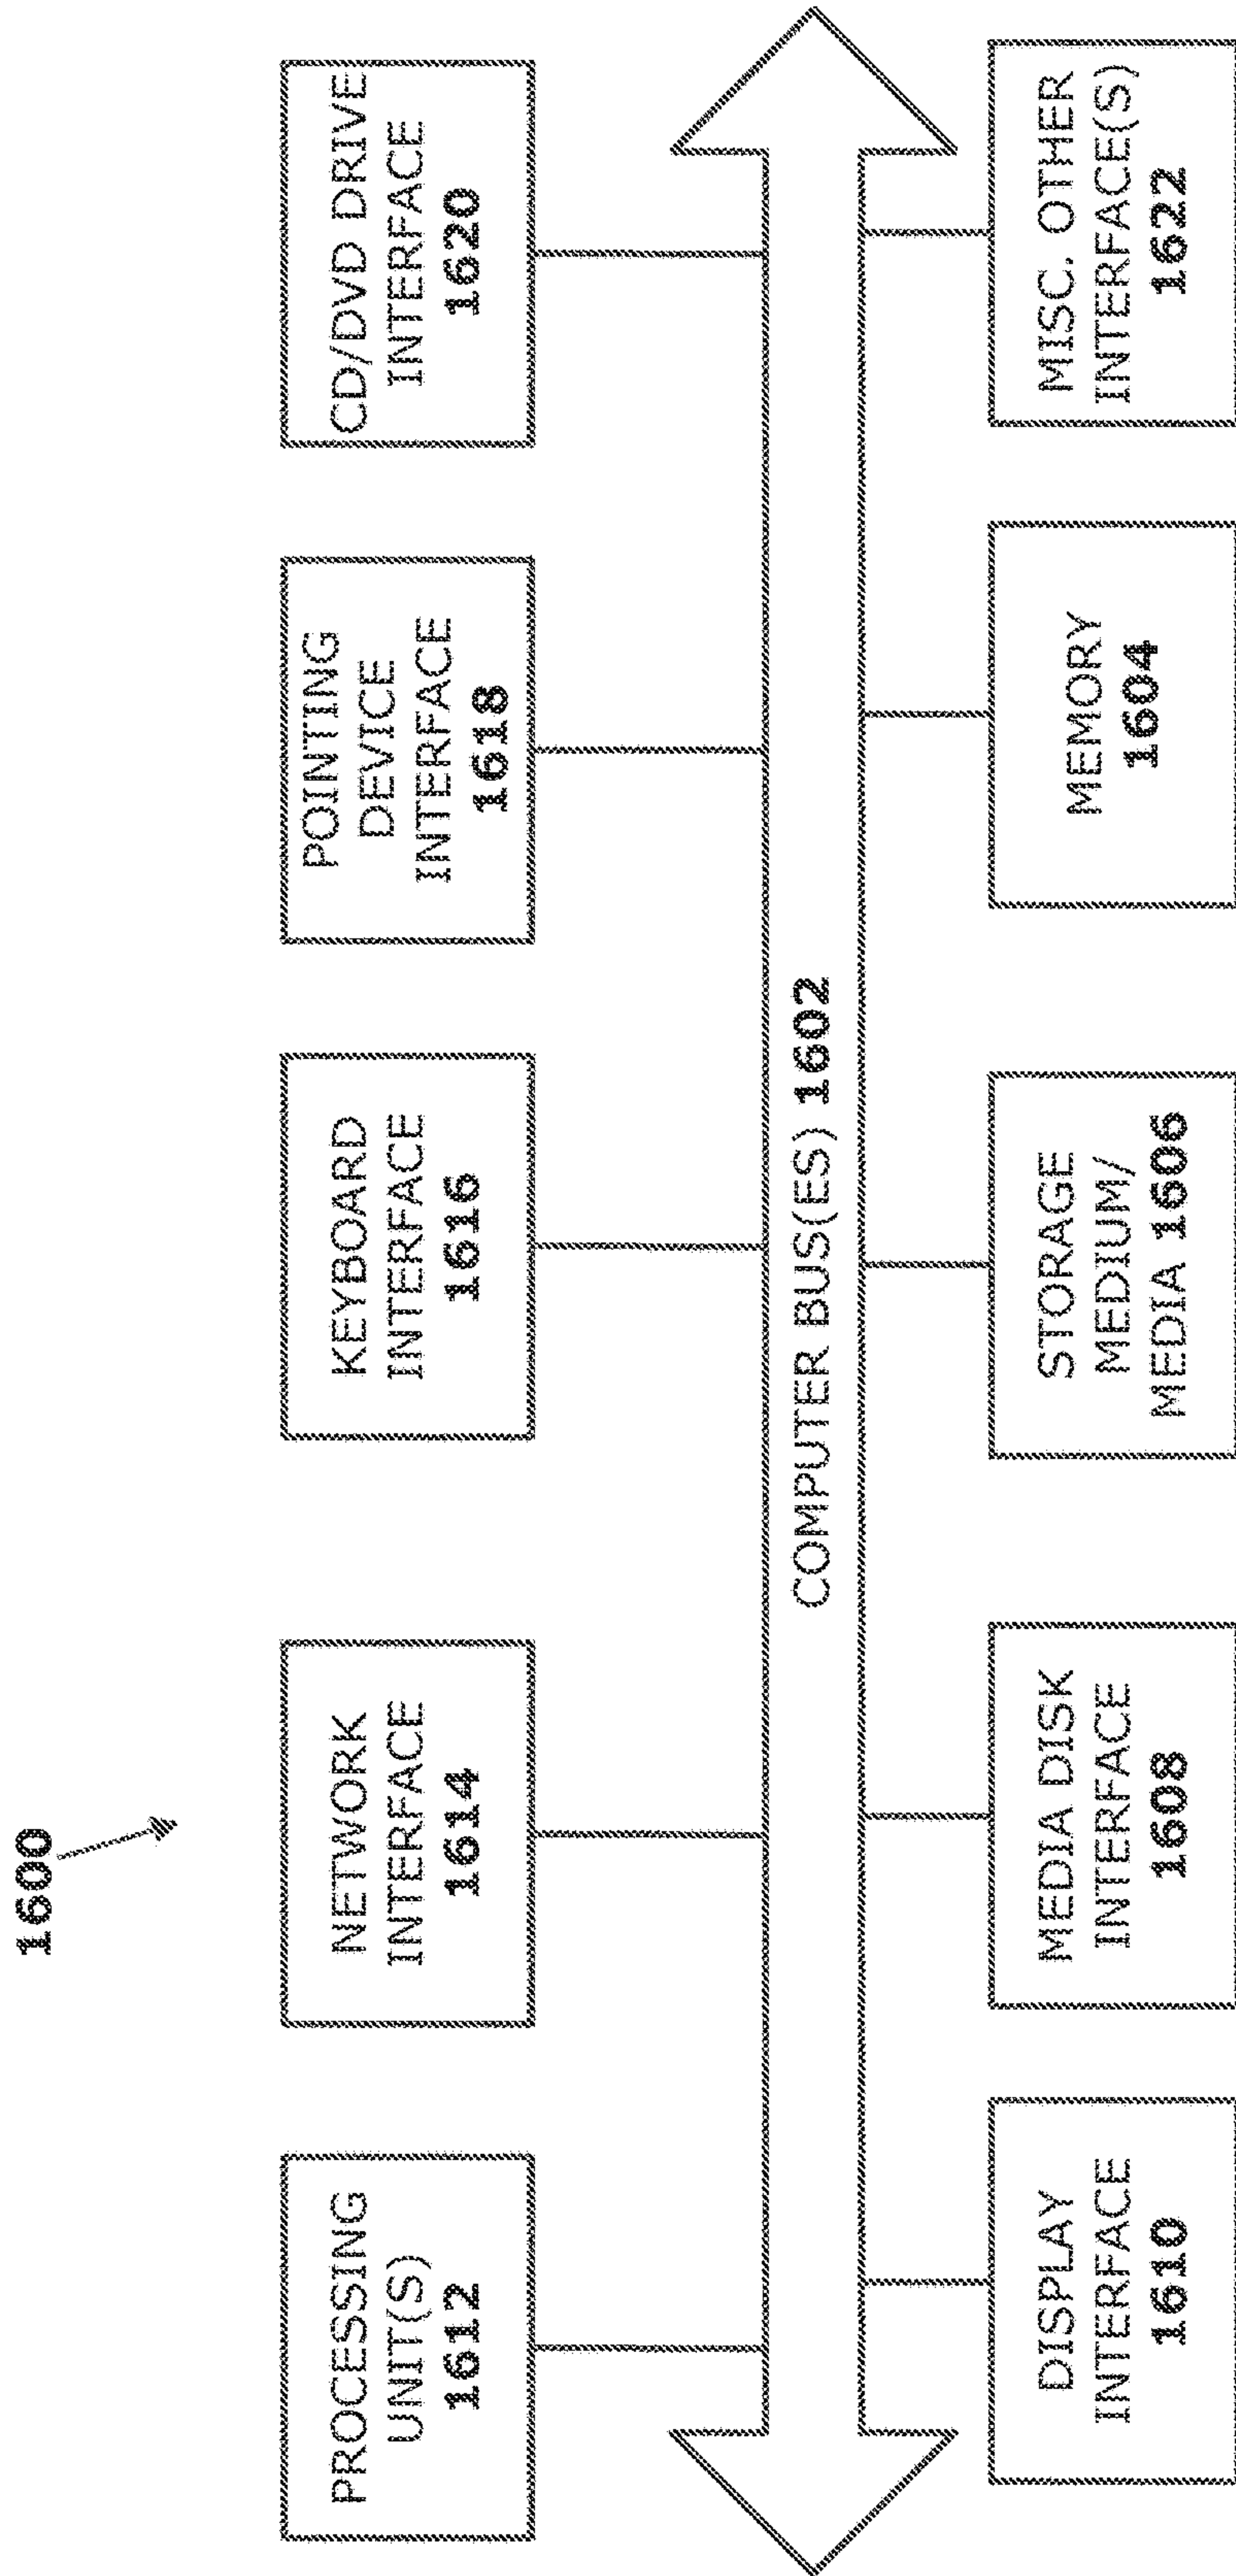 1600
PROCESSING
UNIT(S)
1612
NETWORK
INTERFACE
1614
KEYBOARD
INTERFACE
1616
POINTING
DEVICE
INTERFACE
1618
CD/DVD DRIVE
INTERFACE
1620
COMPUTER BUS(ES) 1602
DISPLAY
INTERFACE
1610
MEDIA DISK
INTERFACE
1608
STORAGE
MEDIUM/
MEDIA 1606
MEMORY
1604
MISC. OTHER
INTERFACE(S)
1622